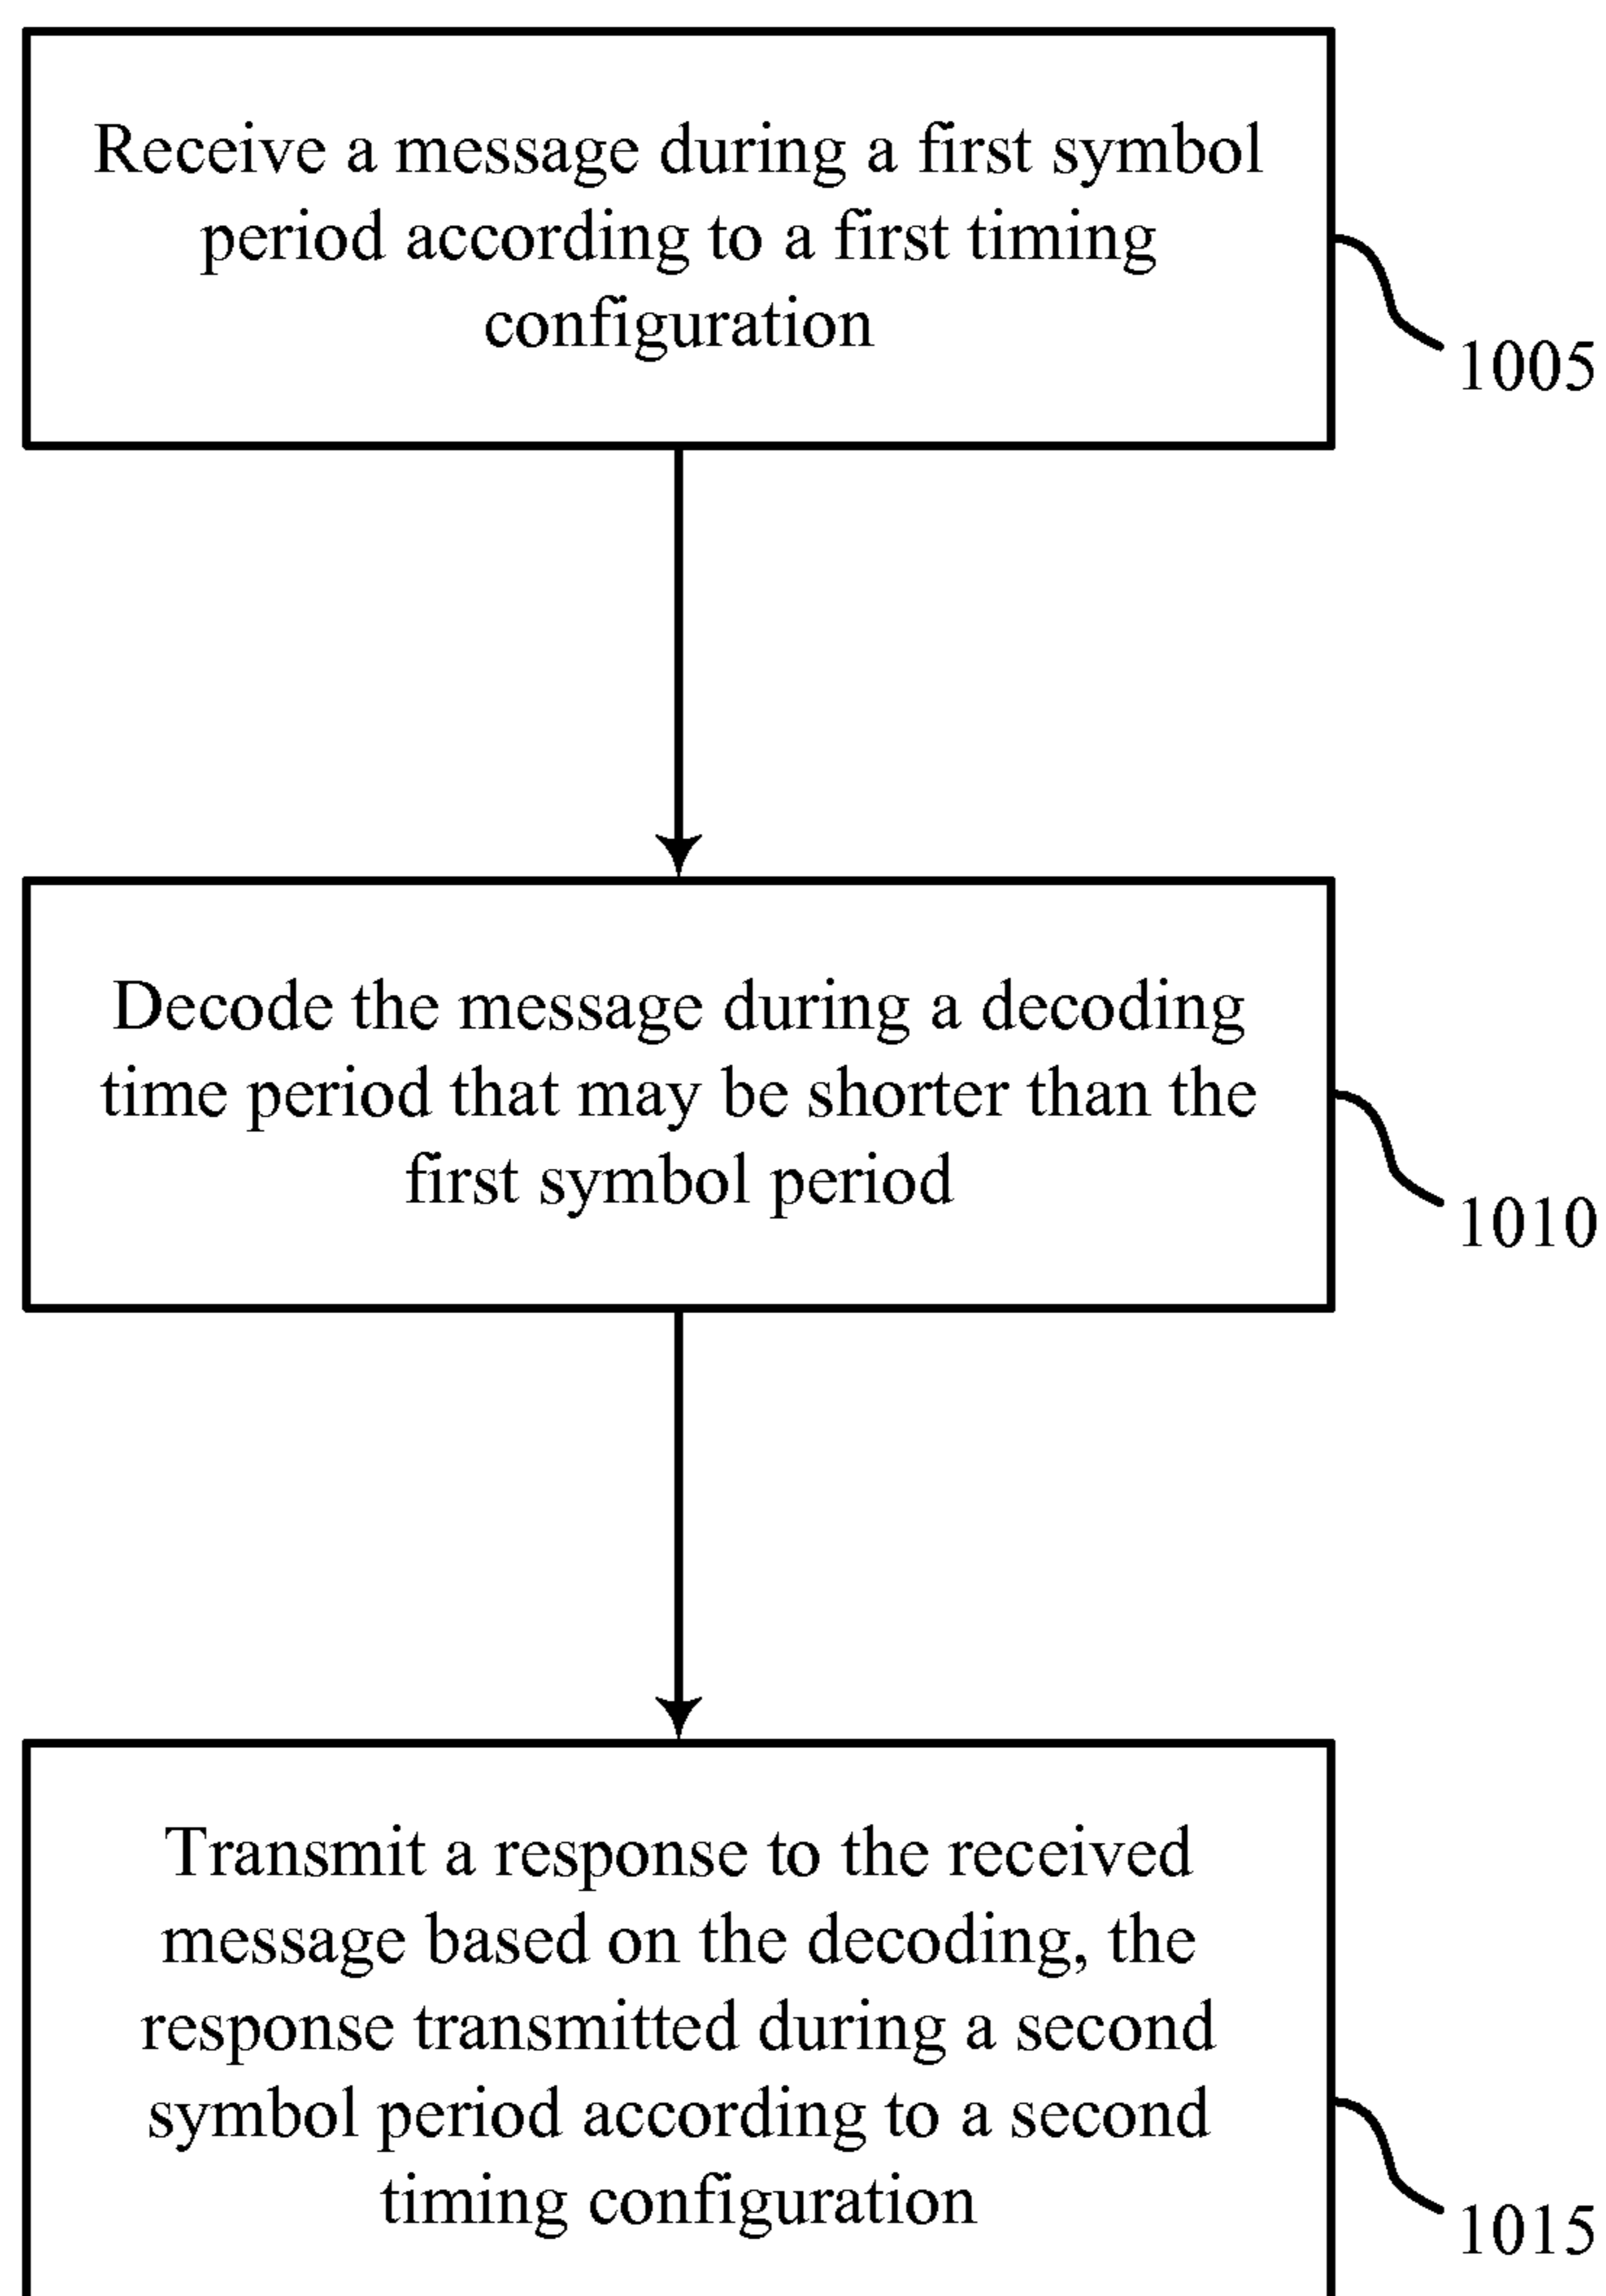 Receive a message during a first symbol
period according to a first timing
configuration
1005
Decode the message during a decoding
time period that may be shorter than the
first symbol period
1010
Transmit a response to the received
message based on the decoding, the
response transmitted during a second
symbol period according to a second
timing configuration
1015